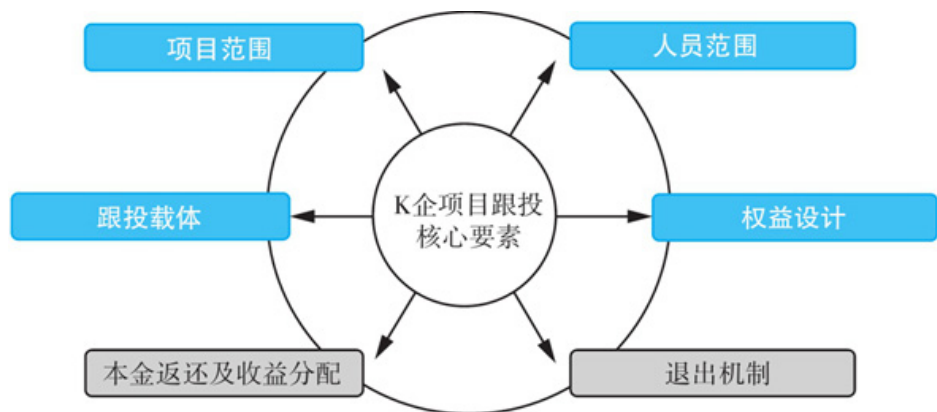 项目范围
人员范围
K企项目跟投
核心要素
跟投载体
权益设计
本金返还及收益分配
退出机制